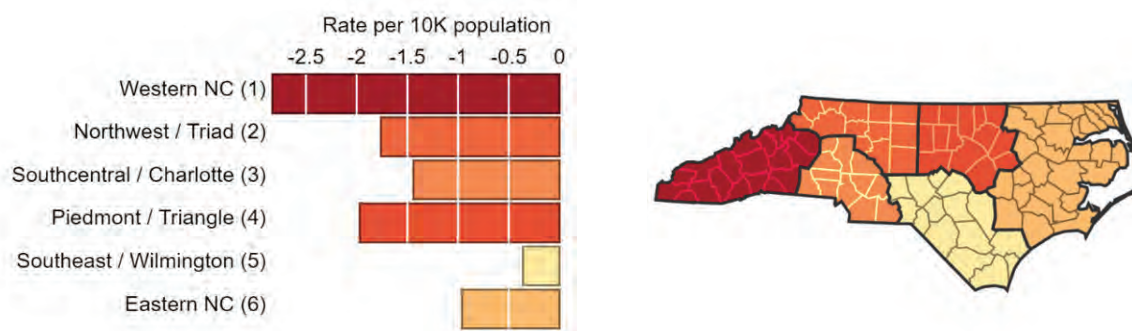 Rate per 10K population
-2.5 -2 -1.5 -1 -0.5 0
Western NC (1)
Northwest / Triad (2)
Southcentral / Charlotte (3)
Piedmont / Triangle (4)
Southeast / Wilmington (5)
Eastern NC (6)